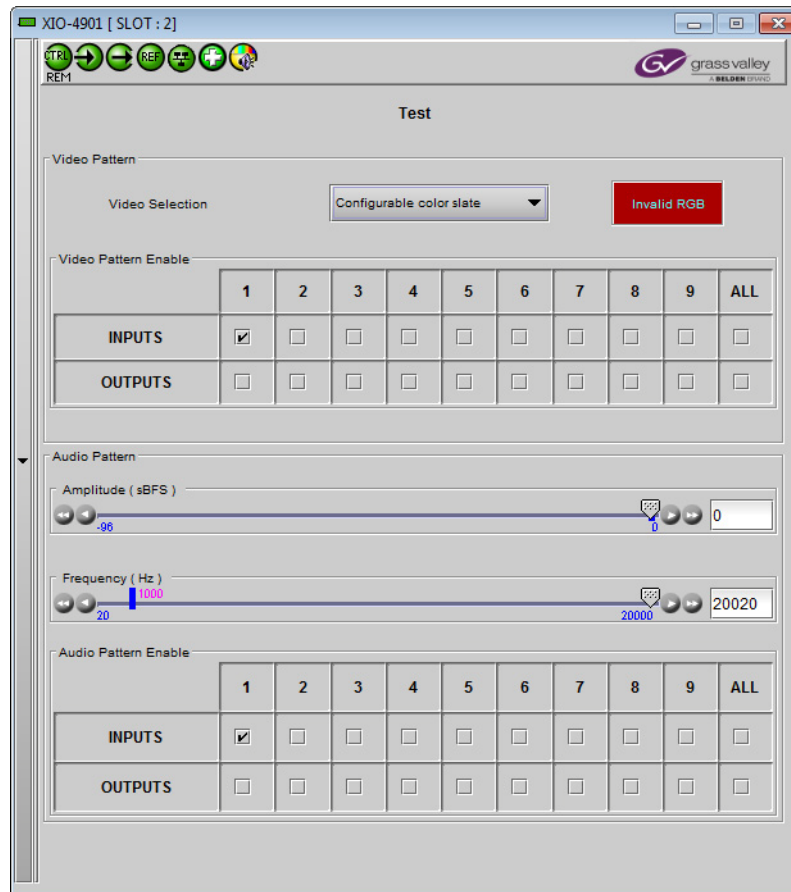 XIO-4901 [ SLOT : 2]
CTRL REF
REM
grass valley
A BELDEN BRAND
Test
Video Pattern
Video Selection Configurable color slate Invalid RGB
Video Pattern Enable
1 2 3 4 5 6 7 8 9 ALL
INPUTS
OUTPUTS
Audio Pattern
Amplitude ( sBFS )
-96 0 0
Frequency ( Hz )
1000
20 20000 20020
Audio Pattern Enable
1 2 3 4 5 6 7 8 9 ALL
INPUTS
OUTPUTS